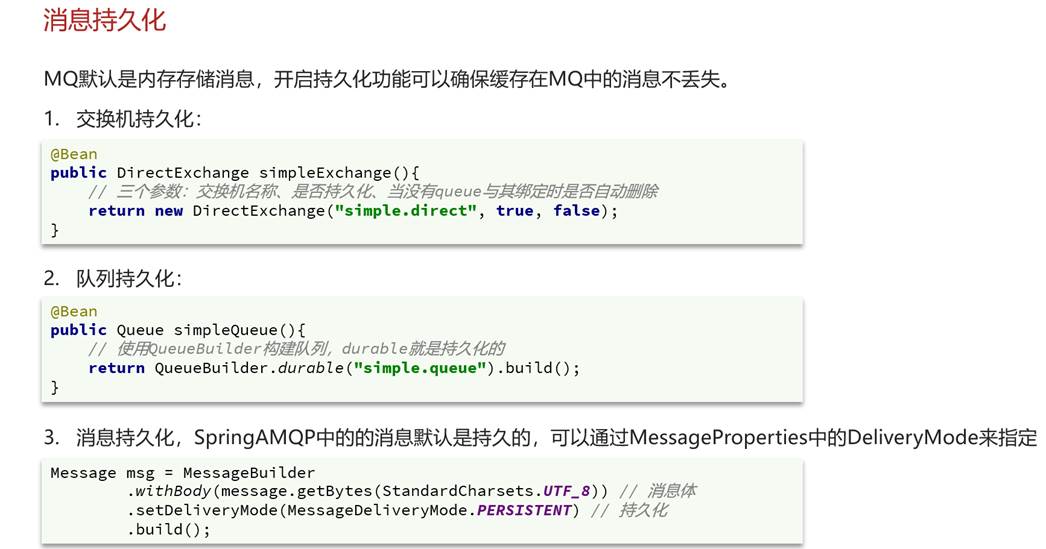 消息持久化
MQ默认是内存存储消息，开启持久化功能可以确保缓存在MQ中的消息不丢失。
1. 交换机持久化：
@Bean
public DirectExchange simpleExchange(){
    // 三个参数：交换机名称、是否持久化、当没有queue与其绑定时是否自动删除
    return new DirectExchange("simple.direct", true, false);
}
2. 队列持久化：
@Bean
public Queue simpleQueue(){
    // 使用QueueBuilder构建队列，durable就是持久化的
    return QueueBuilder.durable("simple.queue").build();
}
3. 消息持久化，SpringAMQP中的的消息默认是持久的，可以通过MessageProperties中的DeliveryMode来指定
Message msg = MessageBuilder
        .withBody(message.getBytes(StandardCharsets.UTF_8)) // 消息体
        .setDeliveryMode(MessageDeliveryMode.PERSISTENT) // 持久化
        .build();